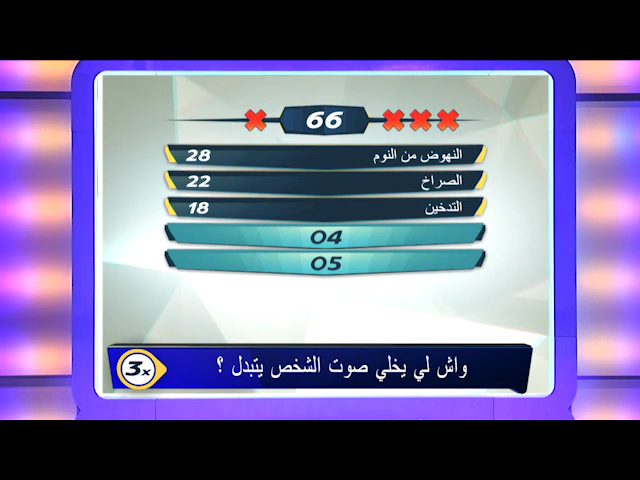 66
النهوض من النوم 28
الصراخ 22
التدخين 18
04
05
واش لي يخلي صوت الشخص يتبدل ؟
3x